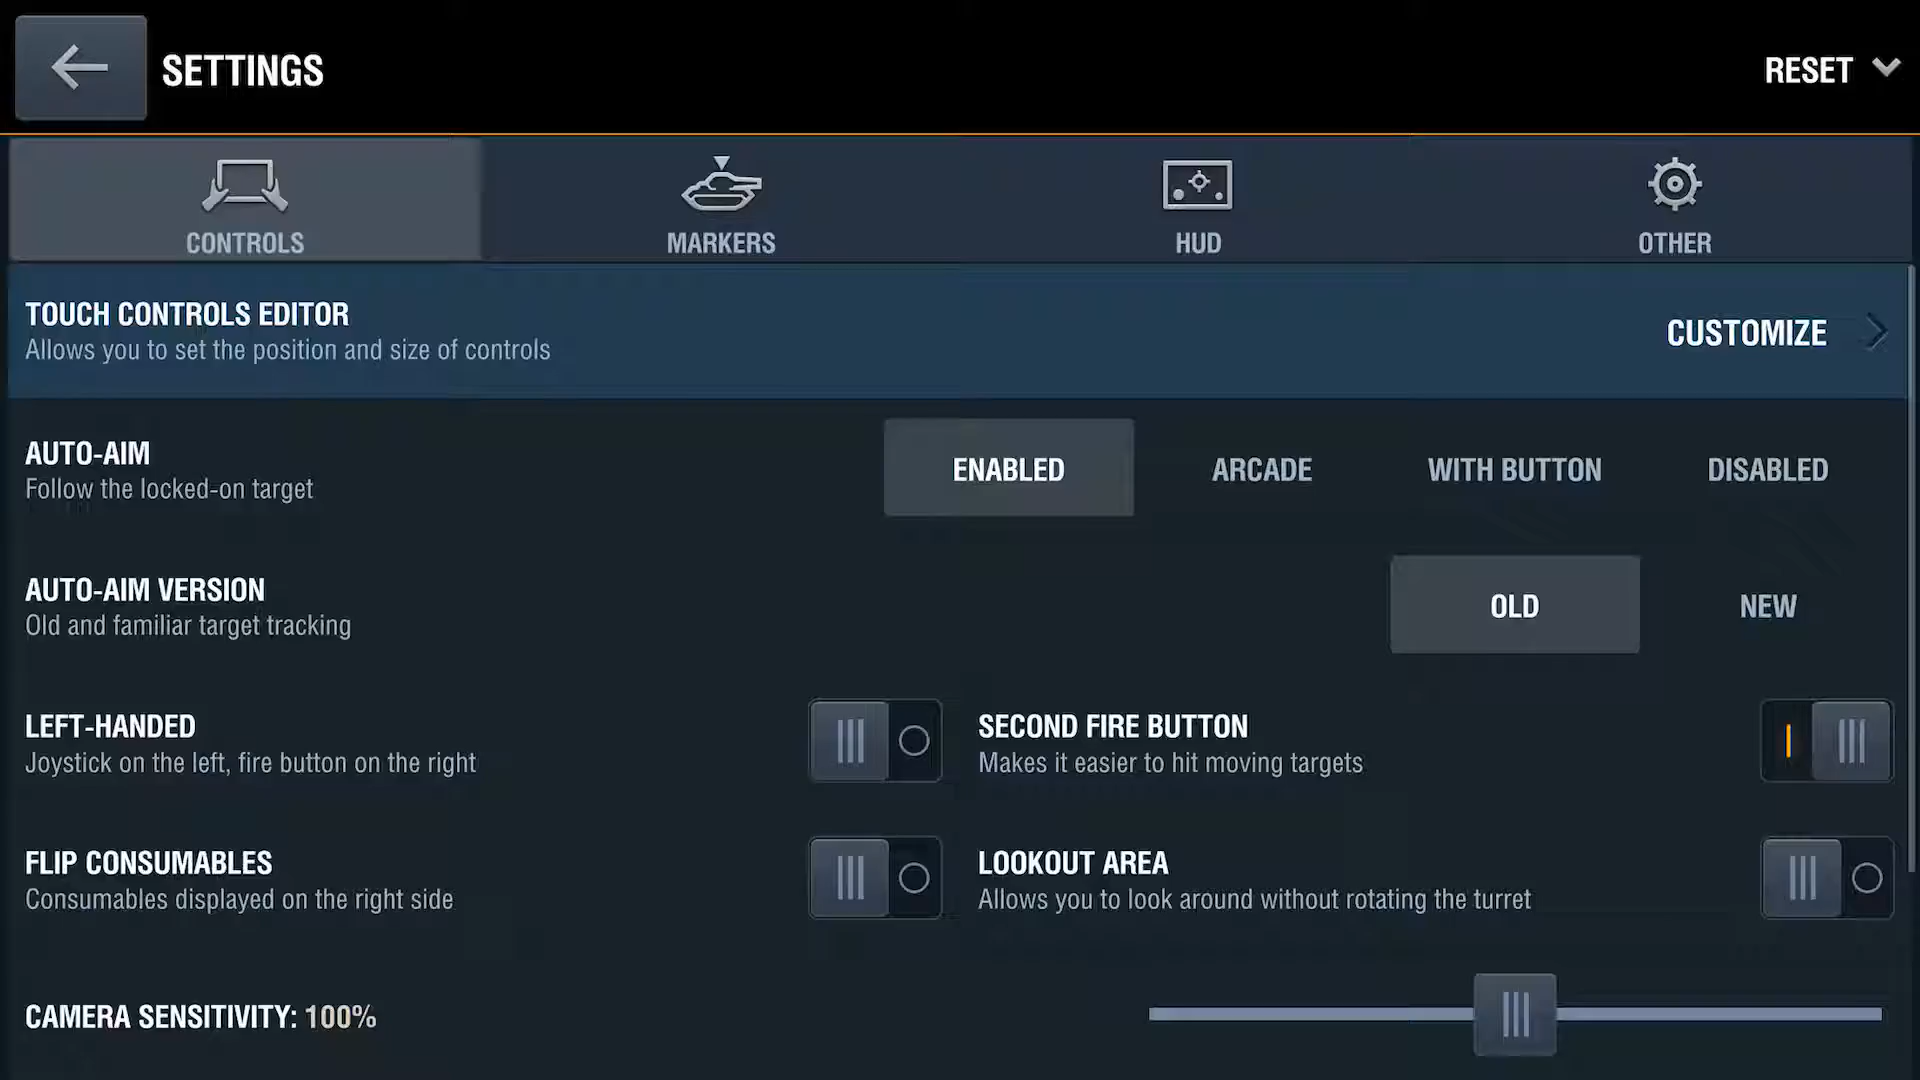 SETTINGS
RESET
CONTROLS
MARKERS
HUD
OTHER
TOUCH CONTROLS EDITOR
Allows you to set the position and size of controls
CUSTOMIZE
AUTO-AIM
Follow the locked-on target
ENABLED
ARCADE
WITH BUTTON
DISABLED
AUTO-AIM VERSION
Old and familiar target tracking
OLD
NEW
LEFT-HANDED
Joystick on the left, fire button on the right
SECOND FIRE BUTTON
Makes it easier to hit moving targets
FLIP CONSUMABLES
Consumables displayed on the right side
LOOKOUT AREA
Allows you to look around without rotating the turret
CAMERA SENSITIVITY: 100%